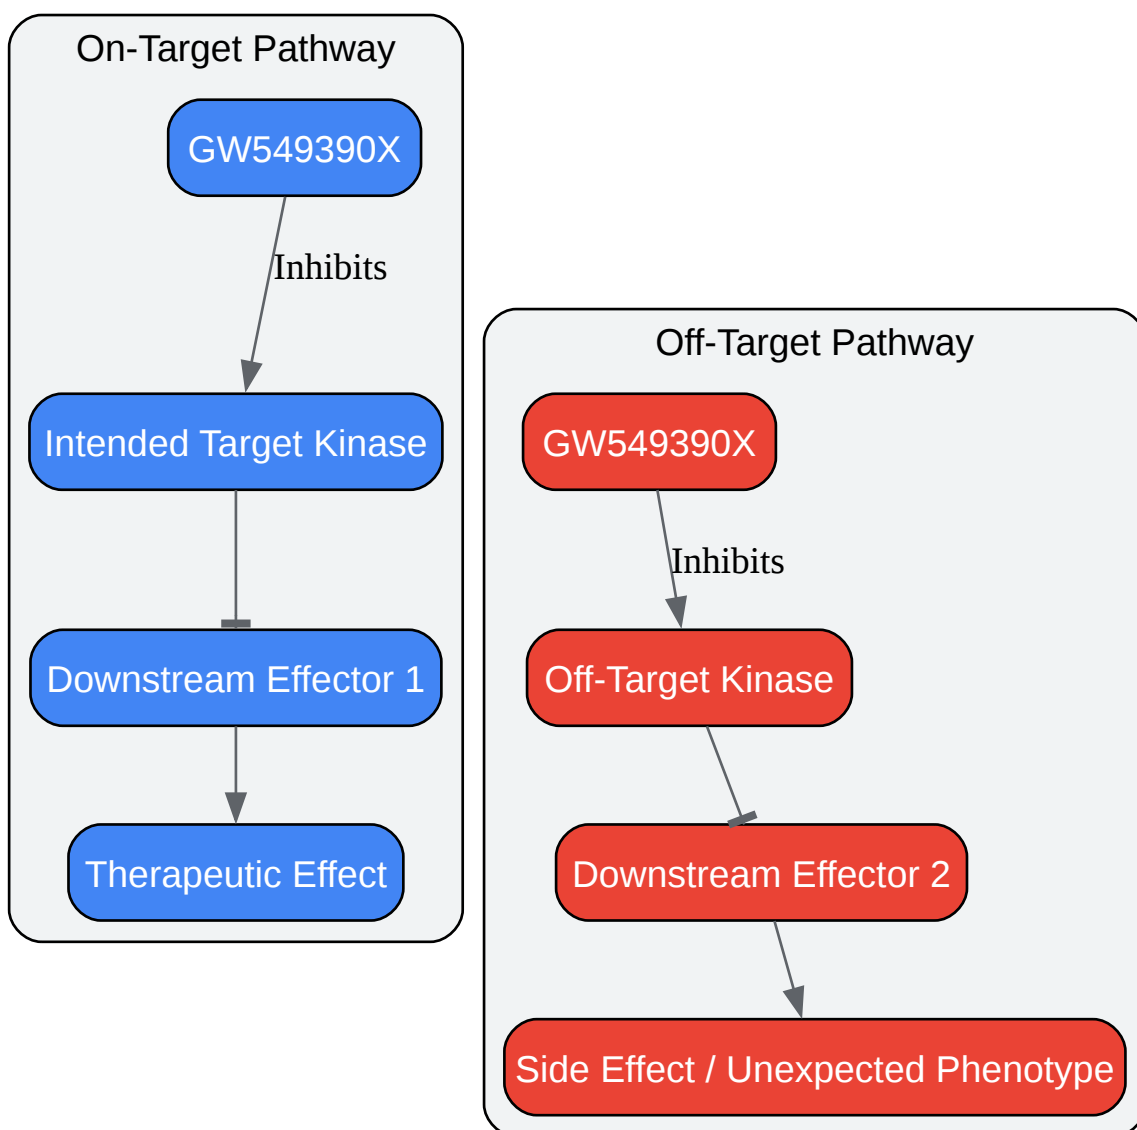 On-Target Pathway
GW549390X
Inhibits
Intended Target Kinase
Downstream Effector 1
Therapeutic Effect
Off-Target Pathway
GW549390X
Inhibits
Off-Target Kinase
Downstream Effector 2
Side Effect / Unexpected Phenotype